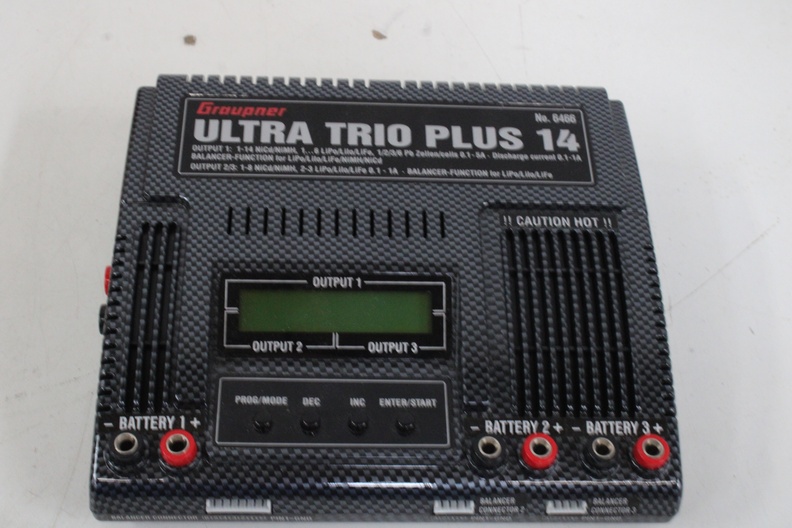 Graupner
No. 6466
ULTRA TRIO PLUS 14
OUTPUT 1: 1-14 NiCd/NiMH, 1...6 LiPo/LiIo/LiFe, 1/2/3/6 Pb Zellen/cells 0.1 - 5A - Discharge current 0.1 - 1A
BALANCER-FUNCTION for LiPo/LiIo/LiFe/NiMH/NiCd
OUTPUT 2/3: 1-8 NiCd/NiMH, 2-3 LiPo/LiIo/LiFe 0.1 - 1A - BALANCER-FUNCTION for LiPo/LiIo/LiFe
!! CAUTION HOT !!
OUTPUT 1
OUTPUT 2 OUTPUT 3
PROG/MODE DEC INC ENTER/START
- BATTERY 1 + - BATTERY 2 + - BATTERY 3 +
BALANCER CONNECTOR
BALANCER
CONNECTOR 2
BALANCER
CONNECTOR 3